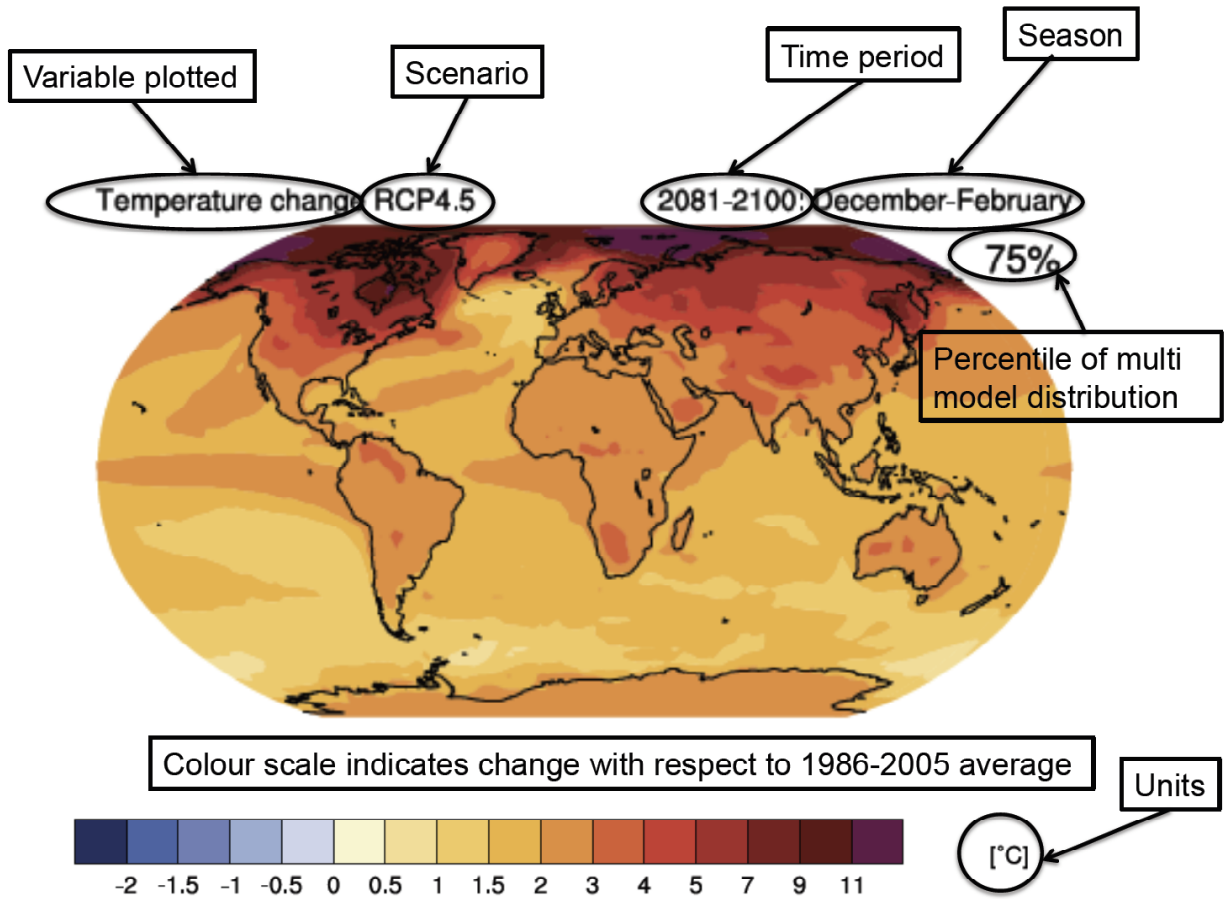 Season
Time period
Scenario
Variable plotted
Temperature change RCP4.5 2081-2100: December-February
75%
Percentile of multi
model distribution
Colour scale indicates change with respect to 1986-2005 average
Units
[°C]
-2 -1.5 -1 -0.5 0 0.5 1 1.5 2 3 4 5 7 9 11